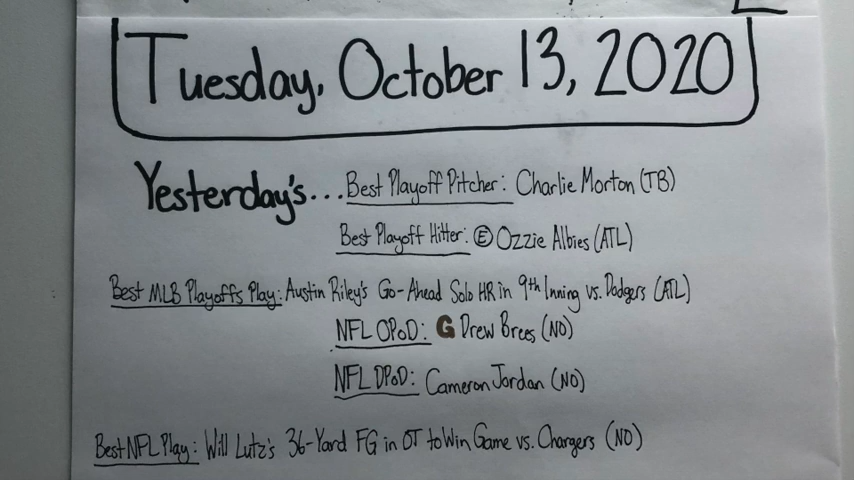 Tuesday, October 13, 2020
Yesterday's... Best Playoff Pitcher: Charlie Morton (TB)
Best Playoff Hitter: Ⓔ Ozzie Albies (ATL)
Best MLB Playoffs Play: Austin Riley's Go-Ahead Solo HR in 9th Inning vs. Dodgers (ATL)
NFL OPoD: G Drew Brees (NO)
NFL DPoD: Cameron Jordan (NO)
Best NFL Play: Will Lutz's 36-Yard FG in OT to Win Game vs. Chargers (NO)